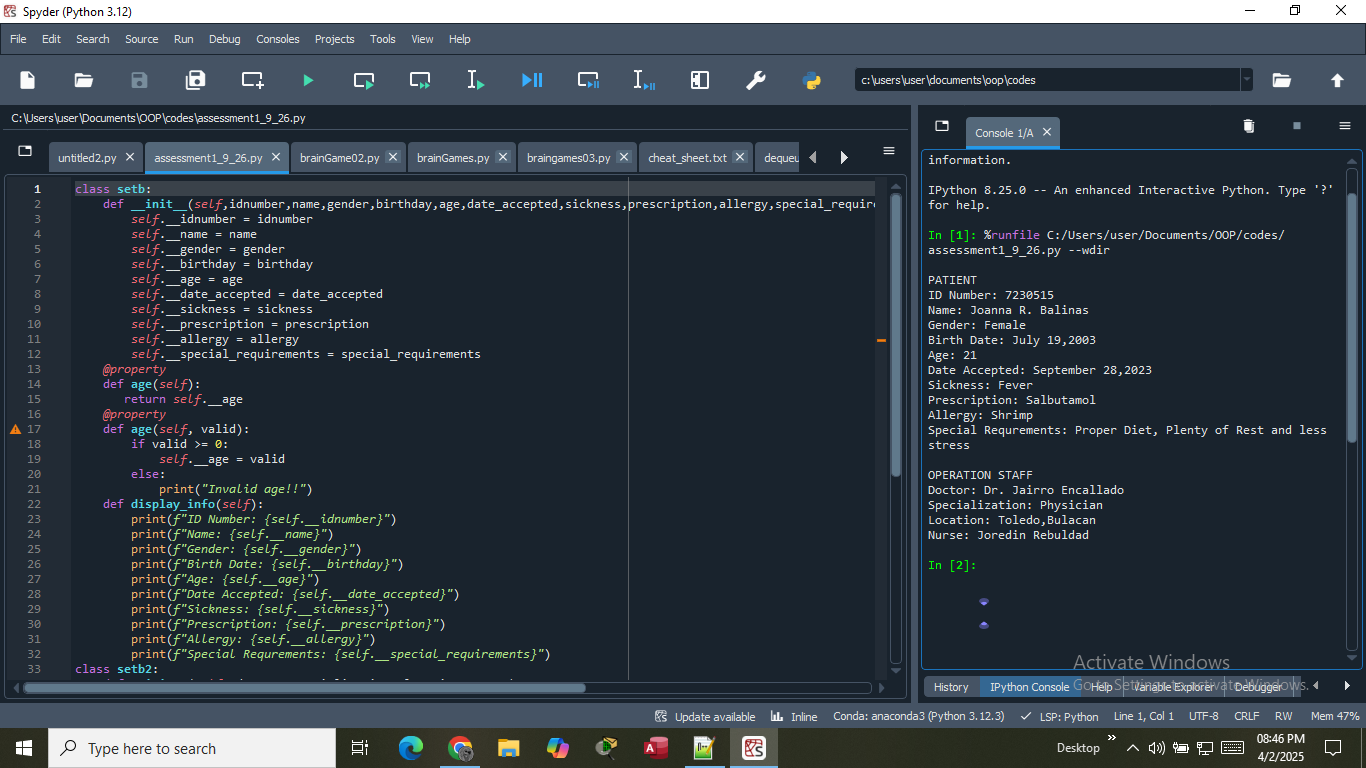 Spyder (Python 3.12)
File Edit Search Source Run Debug Consoles Projects Tools View Help
c:\users\user\documents\oop\codes
C:\Users\user\Documents\OOP\codes\assessment1_9_26.py
untitled2.py assessment1_9_26.py brainGame02.py brainGames.py braingames03.py cheat_sheet.txt dequeu
1 class setb:
2 def __init__(self,idnumber,name,gender,birthday,age,date_accepted,sickness,prescription,allergy,special_require
3 self.__idnumber = idnumber
4 self.__name = name
5 self.__gender = gender
6 self.__birthday = birthday
7 self.__age = age
8 self.__date_accepted = date_accepted
9 self.__sickness = sickness
10 self.__prescription = prescription
11 self.__allergy = allergy
12 self.__special_requirements = special_requirements
13 @property
14 def age(self):
15 return self.__age
16 @property
17 def age(self, valid):
18 if valid >= 0:
19 self.__age = valid
20 else:
21 print("Invalid age!!")
22 def display_info(self):
23 print(f"ID Number: {self.__idnumber}")
24 print(f"Name: {self.__name}")
25 print(f"Gender: {self.__gender}")
26 print(f"Birth Date: {self.__birthday}")
27 print(f"Age: {self.__age}")
28 print(f"Date Accepted: {self.__date_accepted}")
29 print(f"Sickness: {self.__sickness}")
30 print(f"Prescription: {self.__prescription}")
31 print(f"Allergy: {self.__allergy}")
32 print(f"Special Requrements: {self.__special_requirements}")
33 class setb2:
Console 1/A
information.
IPython 8.25.0 -- An enhanced Interactive Python. Type '?'
for help.
In [1]: %runfile C:/Users/user/Documents/OOP/codes/
assessment1_9_26.py --wdir
PATIENT
ID Number: 7230515
Name: Joanna R. Balinas
Gender: Female
Birth Date: July 19,2003
Age: 21
Date Accepted: September 28,2023
Sickness: Fever
Prescription: Salbutamol
Allergy: Shrimp
Special Requrements: Proper Diet, Plenty of Rest and less
stress
OPERATION STAFF
Doctor: Dr. Jairro Encallado
Specialization: Physician
Location: Toledo,Bulacan
Nurse: Joredin Rebuldad
In [2]:
Activate Windows
Go to Settings to activate Windows.
History IPython Console Help Variable Explorer Debugger
Update available Inline Conda: anaconda3 (Python 3.12.3) LSP: Python Line 1, Col 1 UTF-8 CRLF RW Mem 47%
Type here to search
Desktop
08:46 PM
4/2/2025